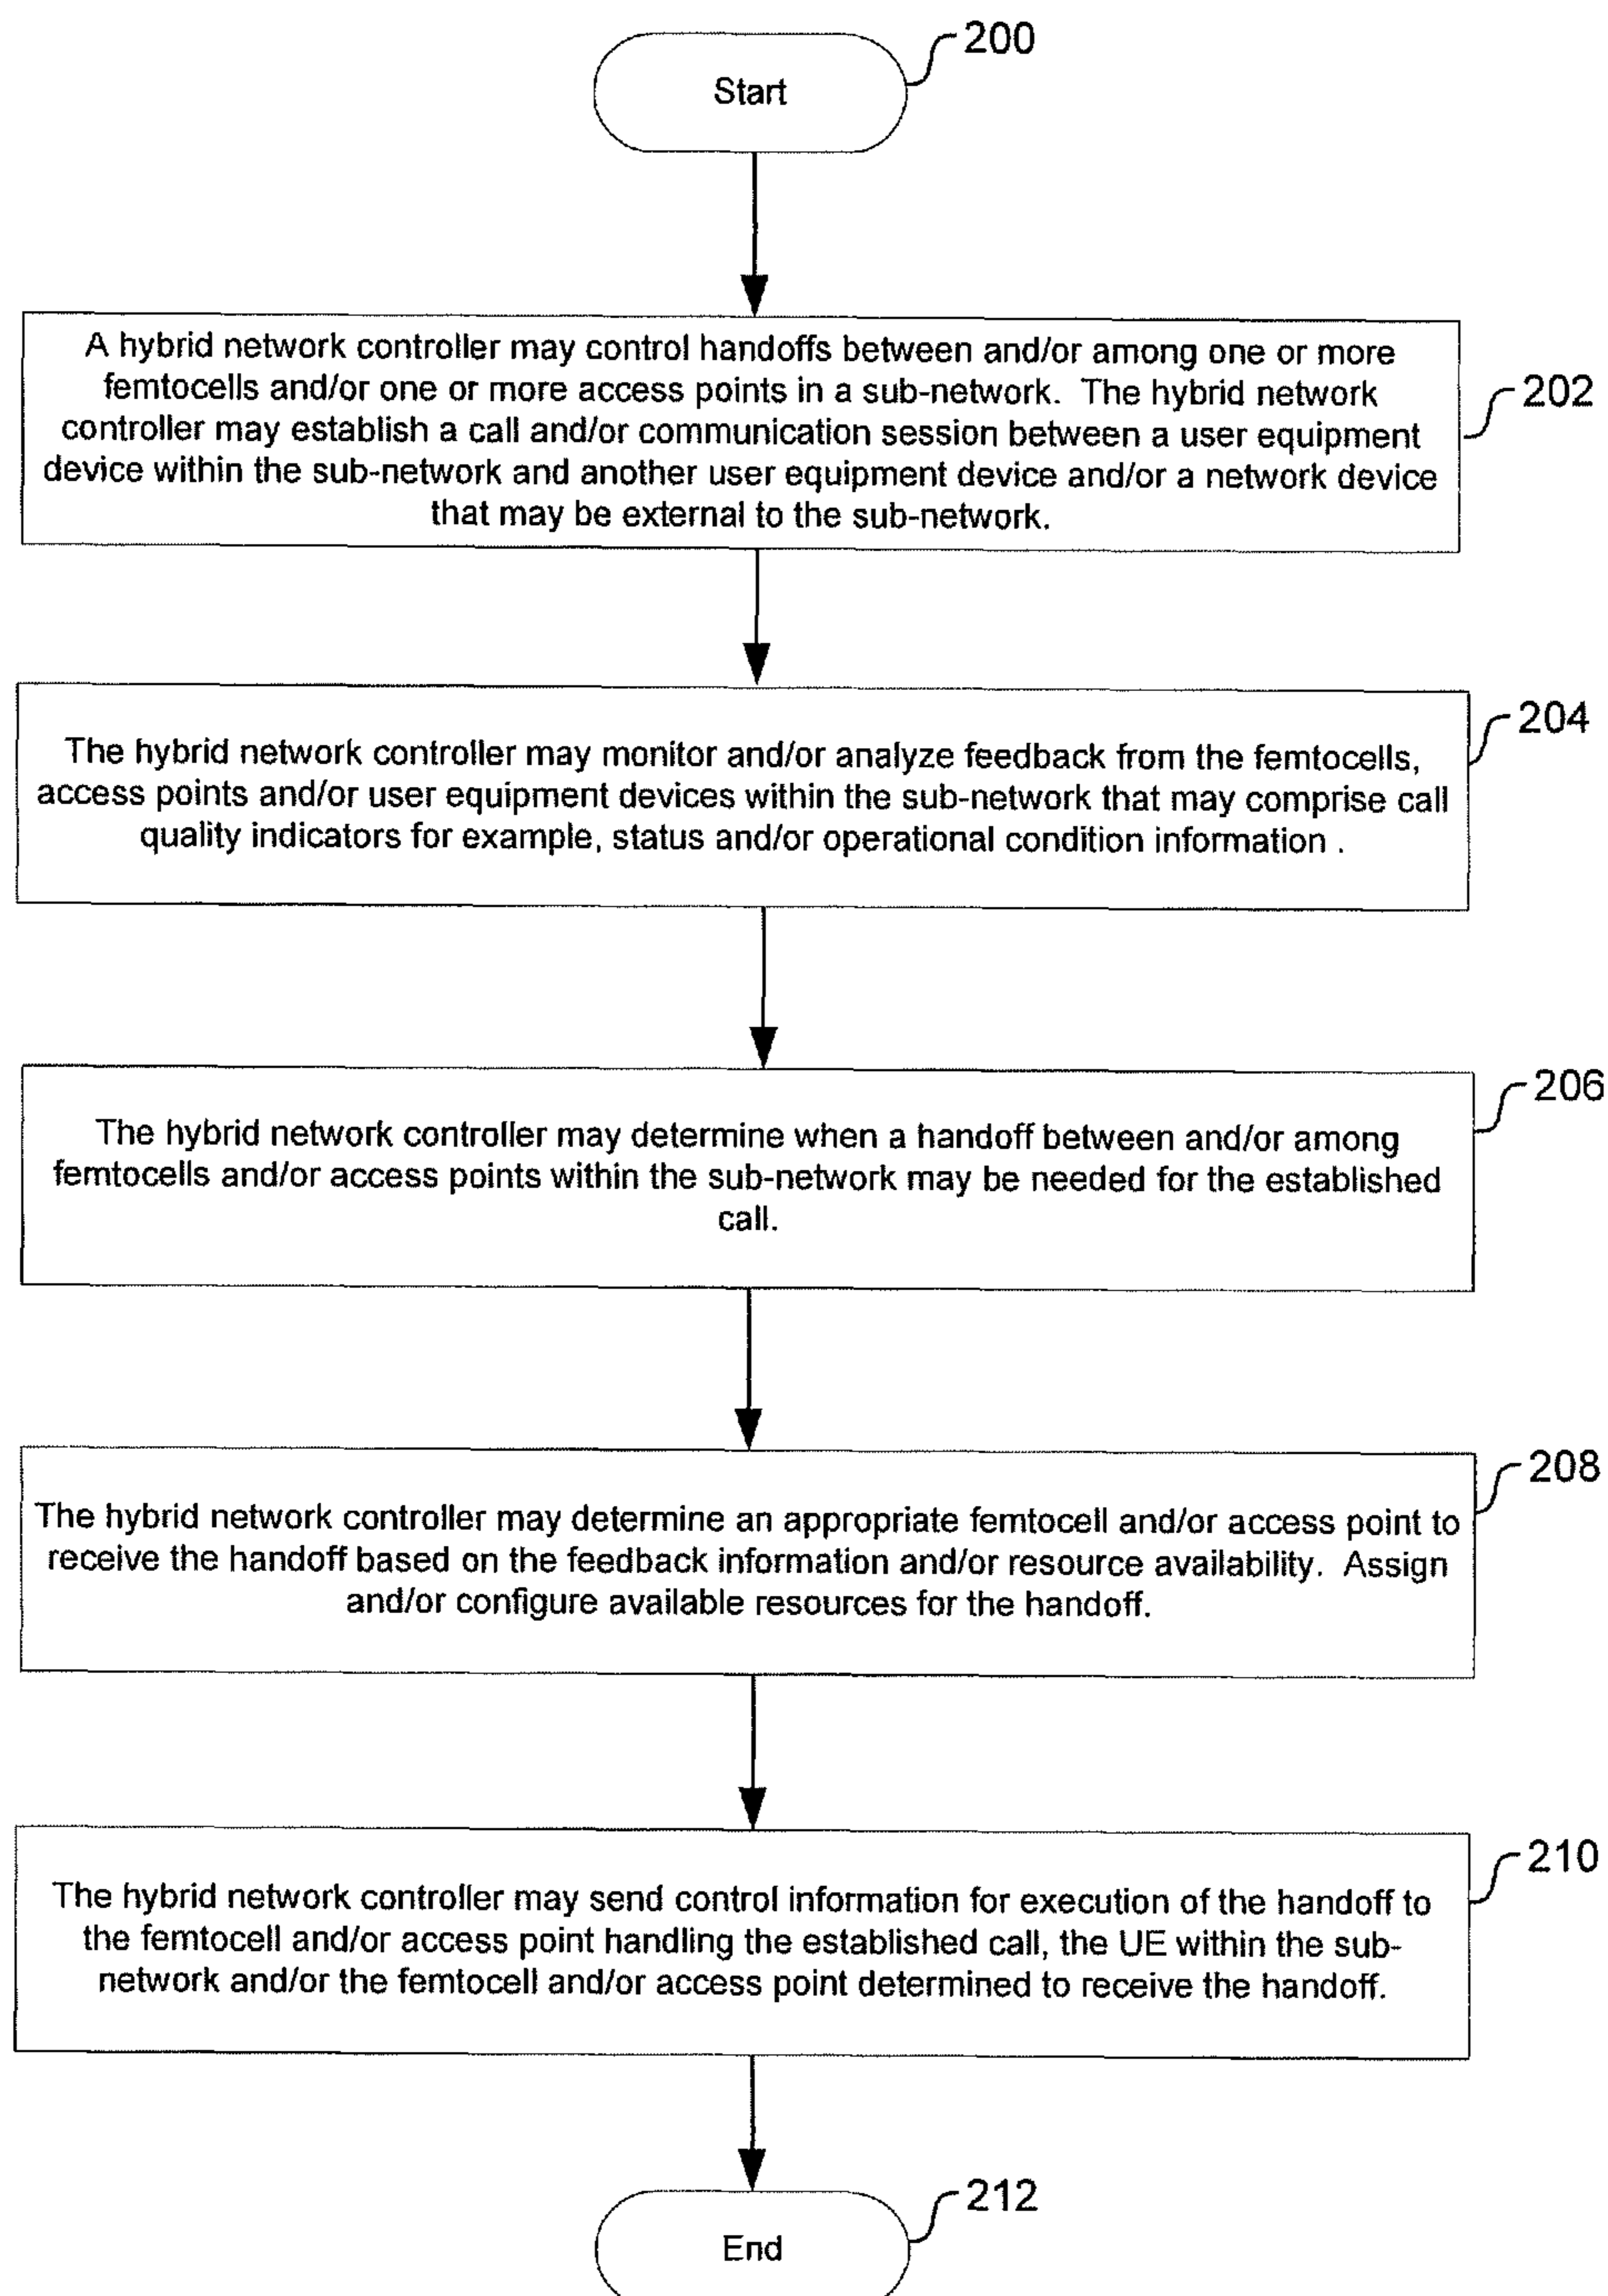 200
Start
A hybrid network controller may control handoffs between and/or among one or more
femtocells and/or one or more access points in a sub-network. The hybrid network
controller may establish a call and/or communication session between a user equipment
device within the sub-network and another user equipment device and/or a network device
that may be external to the sub-network.
202
204
The hybrid network controller may monitor and/or analyze feedback from the femtocells,
access points and/or user equipment devices within the sub-network that may comprise call
quality indicators for example, status and/or operational condition information .
206
The hybrid network controller may determine when a handoff between and/or among
femtocells and/or access points within the sub-network may be needed for the established
call.
208
The hybrid network controller may determine an appropriate femtocell and/or access point to
receive the handoff based on the feedback information and/or resource availability. Assign
and/or configure available resources for the handoff.
210
The hybrid network controller may send control information for execution of the handoff to
the femtocell and/or access point handling the established call, the UE within the sub-
network and/or the femtocell and/or access point determined to receive the handoff.
212
End